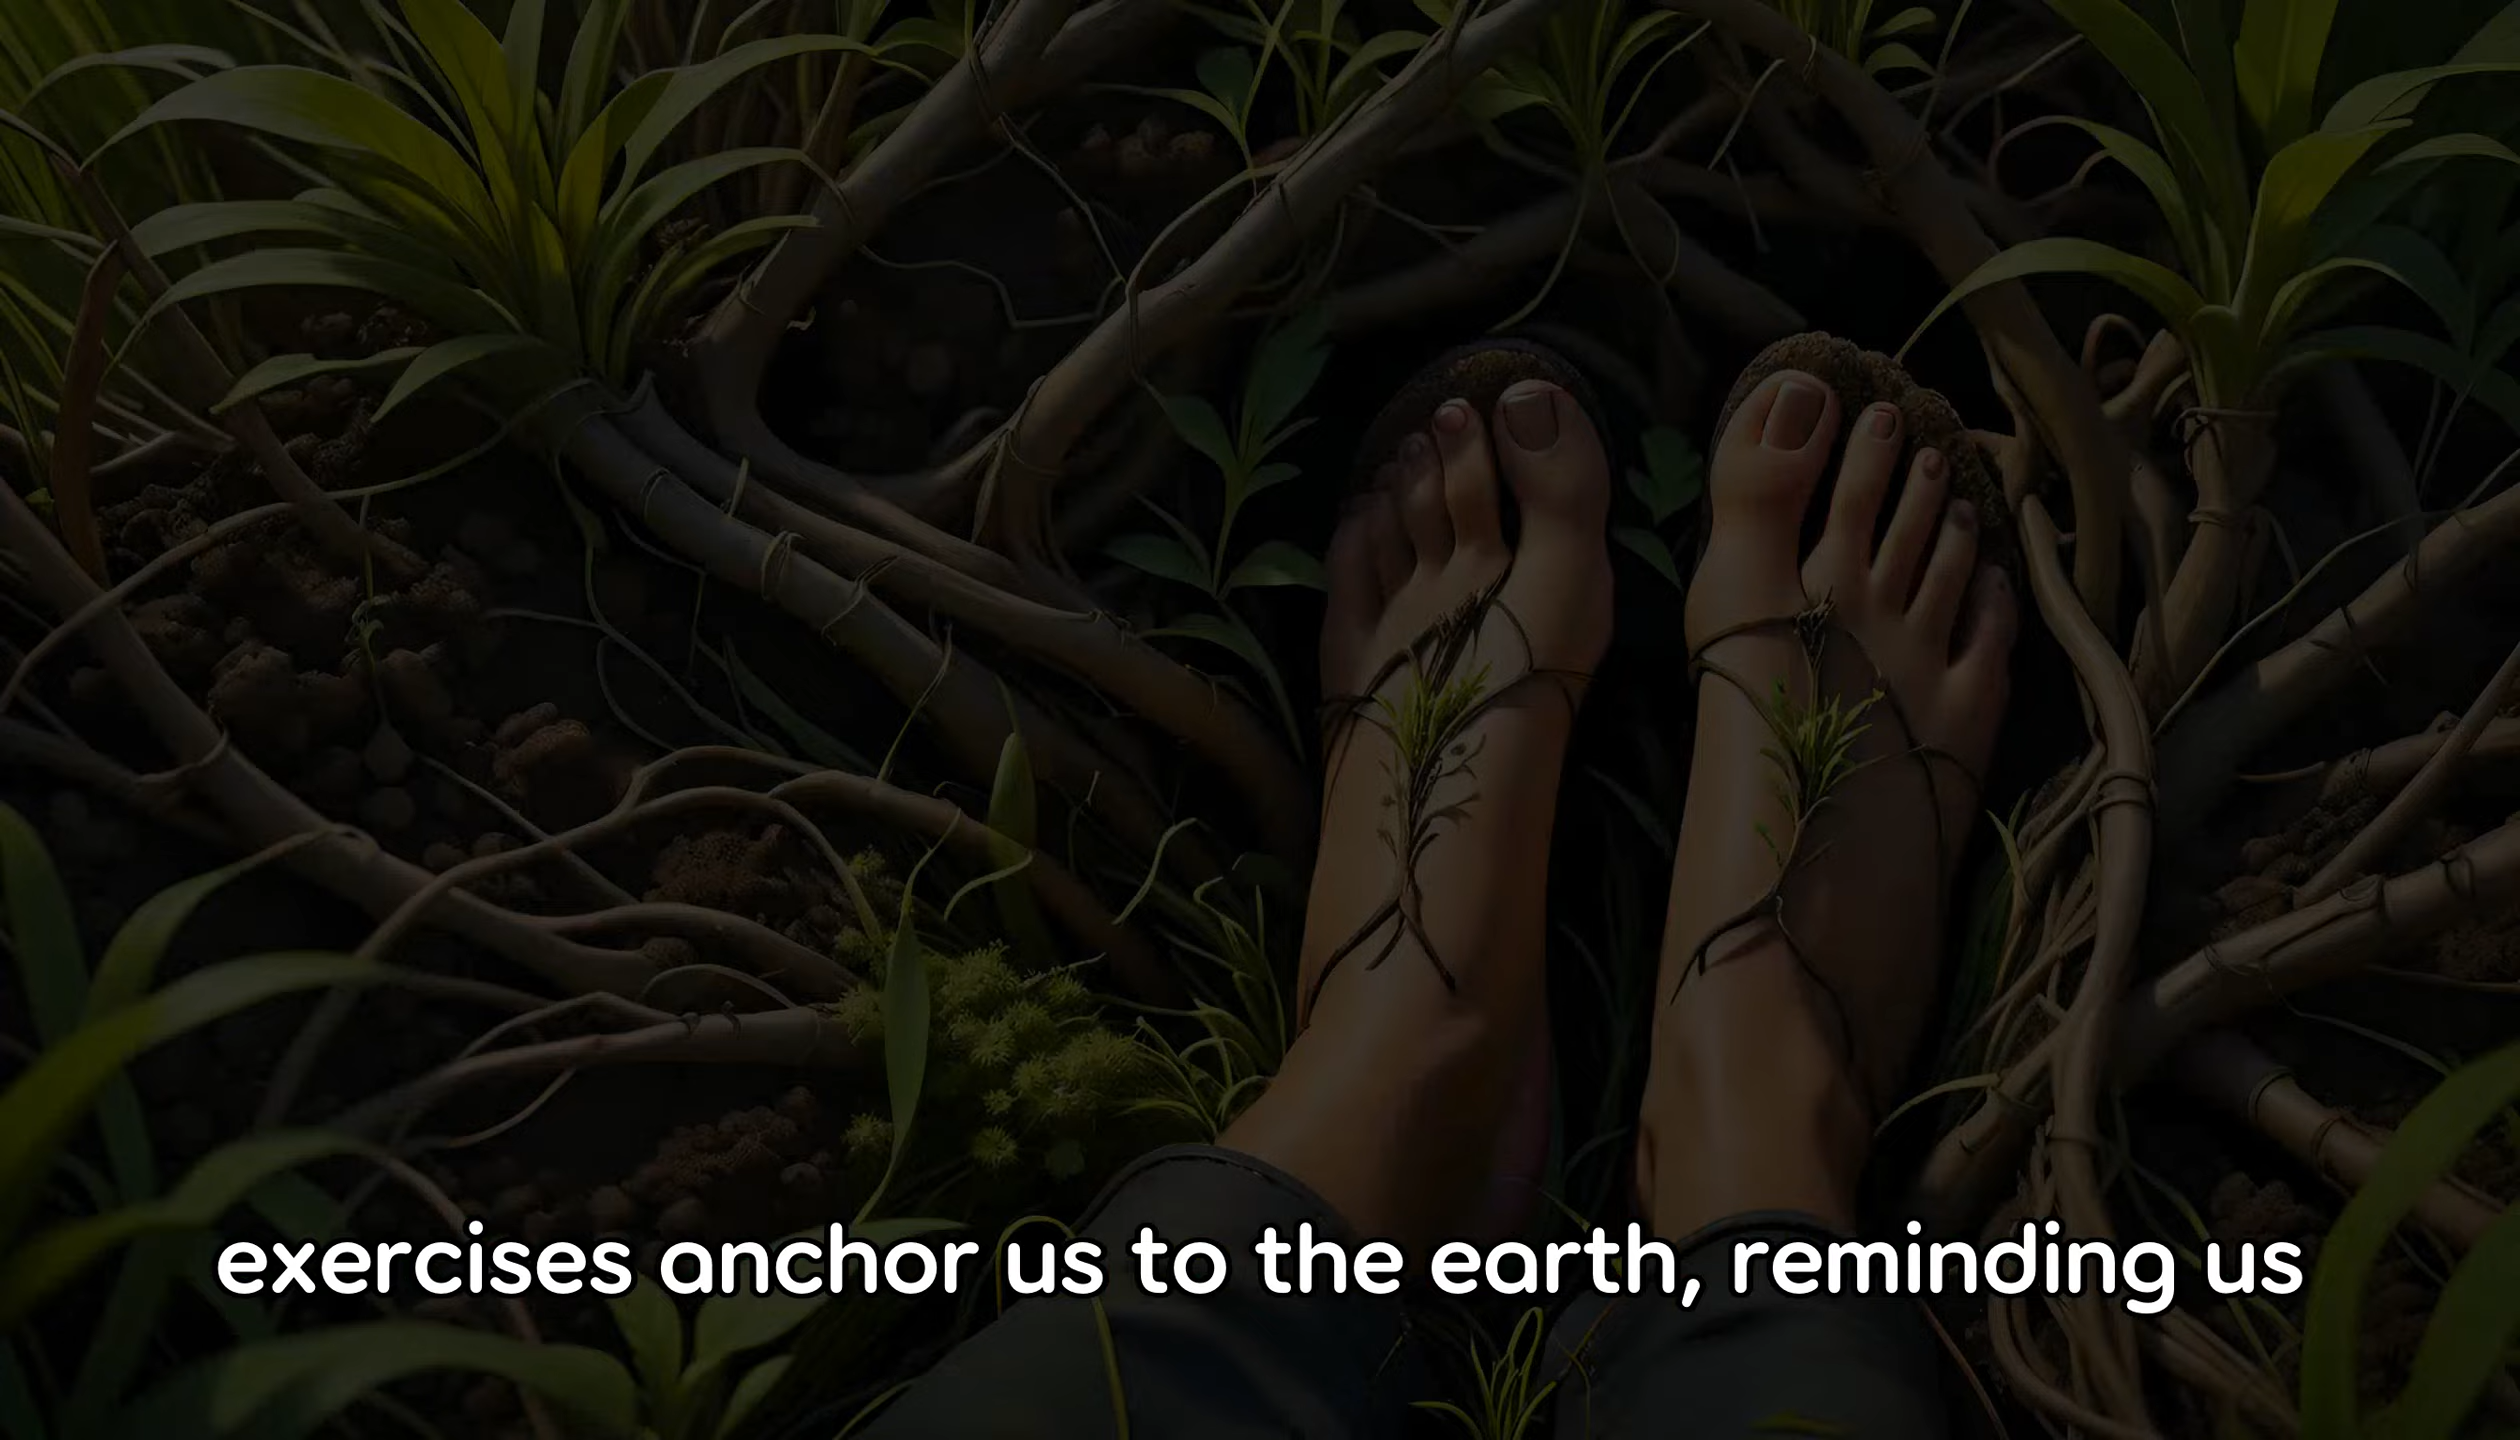 exercises anchor us to the earth, reminding us